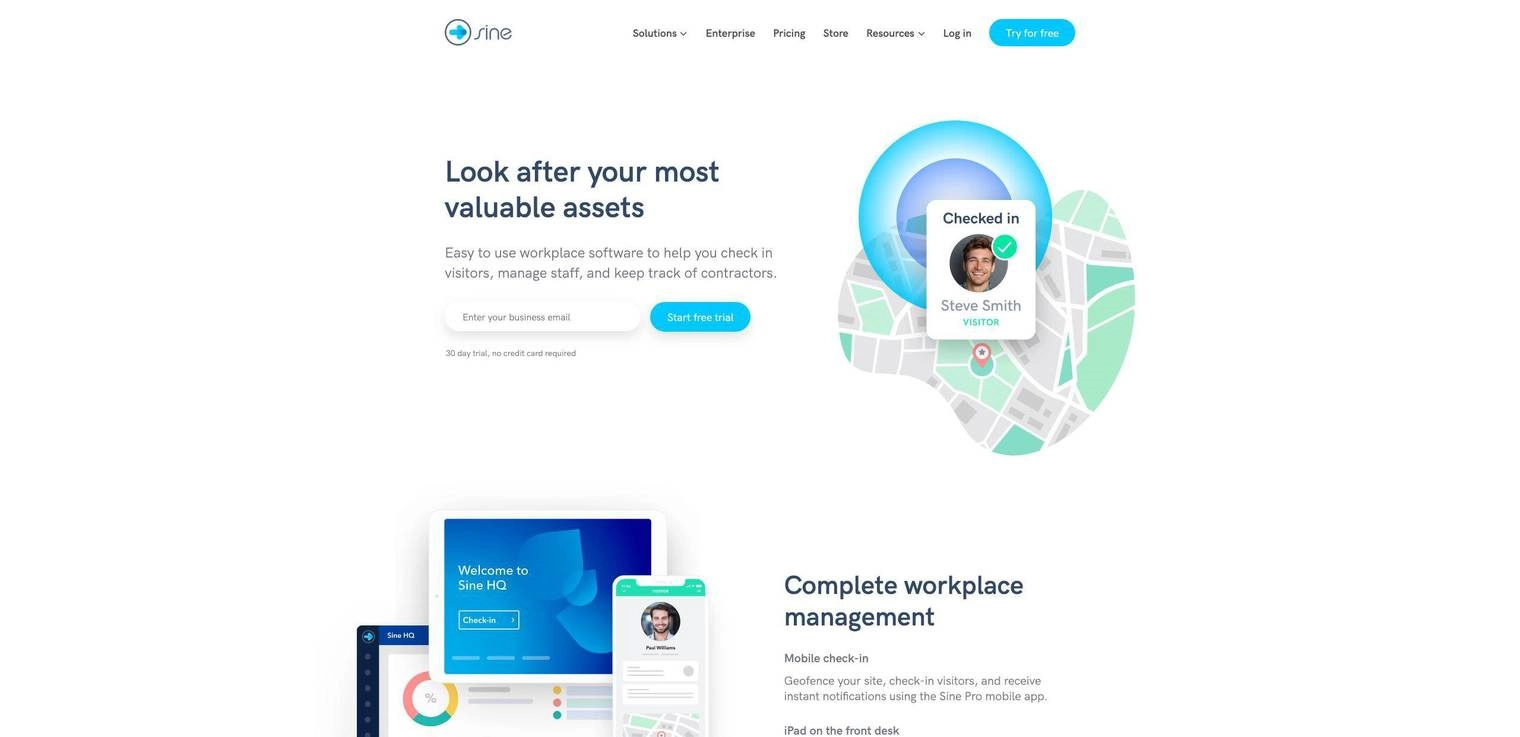 sine
Solutions
Enterprise
Pricing
Store
Resources
Log in
Try for free
Look after your most
valuable assets
Easy to use workplace software to help you check in
visitors, manage staff, and keep track of contractors.
Enter your business email
Start free trial
30 day trial, no credit card required
Checked in
Steve Smith
VISITOR
Welcome to
Sine HQ
Check-in
Sine HQ
%
Paul Williams
Complete workplace
management
Mobile check-in
Geofence your site, check-in visitors, and receive
instant notifications using the Sine Pro mobile app.
iPad on the front desk